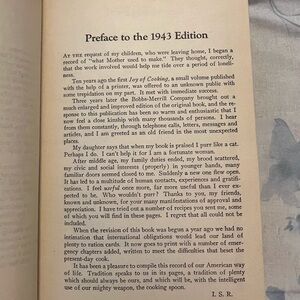 Preface to the 1943 Edition
AT THE request of my children, who were leaving home, I began a
record of "what Mother used to make." They thought, correctly,
that the work involved would help me tide over a period of loneli-
ness.
Ten years ago the first Joy of Cooking, a small volume published
with the help of a printer, was offered to an unknown public with
some trepidation on my part. It met with immediate success.
Three years later the Bobbs-Merrill Company brought out a
much enlarged and improved edition of the original book, and the re-
sponse to this publication has been so warm and enthusiastic that I
now feel a close kinship with many thousands of persons. I hear
from them constantly, through telephone calls, letters, messages and
articles, and I am greeted as an old friend in the most unexpected
places.
My daughter says that when my book is praised I purr like a cat.
Perhaps I do. I can't help it for I am a fortunate woman.
After middle age, my family duties ended, my brood scattered,
my civic and social interests (properly) in younger hands, many
familiar doors seemed closed to me. Suddenly a new one flew open.
It has led to a multitude of human contacts, experiences and gratifi-
cations. I feel useful once more, far more useful than I ever ex-
pected to be. Who wouldn't purr? Thanks to you, my friends,
known and unknown, for your many manifestations of approval and
appreciation. I have tried out a number of recipes you sent me, some
of which you will find in these pages. I regret that all could not be
included.
When the revision of this book was begun a year ago we had no
intimation that international obligations would lead our land of
plenty to ration cards. It now goes to print with a number of emer-
gency chapters added, written to meet the difficulties that beset the
present-day cook.
It has been a pleasure to compile this record of our American way
of life. Tradition speaks to us in its pages, a tradition of plenty
which should always be ours, and which will be, with the intelligent
use of our mighty weapon, the cooking spoon.
I. S. R.